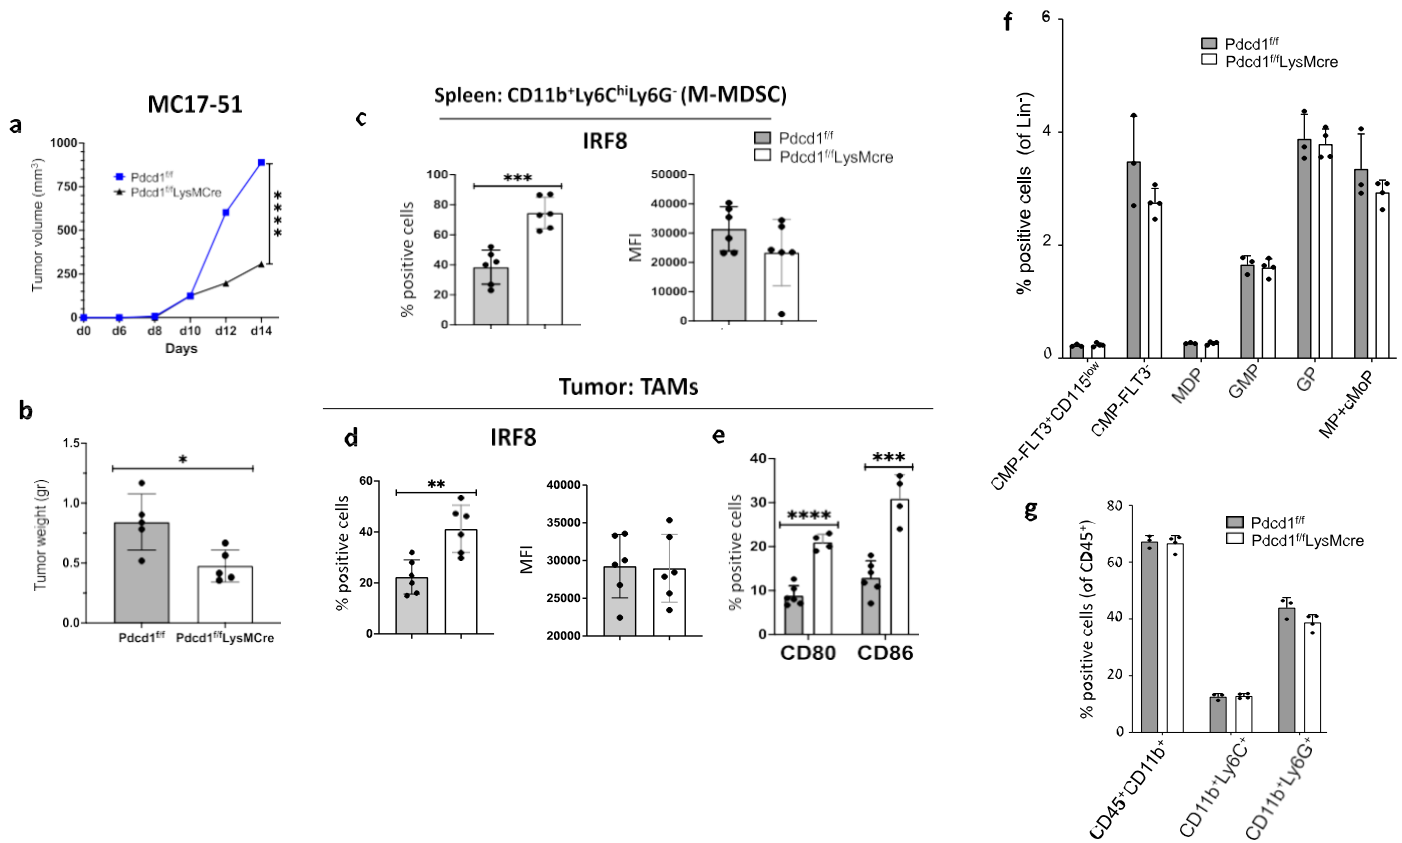 a
MC17-51
Tumor volume (mm³)
1000
750
500
250
0
Pdcd1f/f
Pdcd1f/fLysMCre
****
d0 d6 d8 d10 d12 d14
Days
b
Tumor weight (gr)
1.5
1.0
0.5
0.0
*
Pdcd1f/f Pdcd1f/fLysMCre
Spleen: CD11b⁺Ly6ChiLy6G⁻ (M-MDSC)
c
IRF8
Pdcd1f/f
Pdcd1f/fLysMcre
% positive cells
100
80
60
40
20
0
***
MFI
50000
40000
30000
20000
10000
0
Tumor: TAMs
d
IRF8
% positive cells
60
40
20
0
**
MFI
40000
35000
30000
25000
20000
e
% positive cells
40
30
20
10
0
****
***
CD80 CD86
f
Pdcd1f/f
Pdcd1f/fLysMcre
% positive cells (of Lin⁻)
6
4
2
0
CMP-FLT3⁺CD115low
CMP-FLT3⁻
MDP
GMP
GP
MP+cMoP
g
Pdcd1f/f
Pdcd1f/fLysMcre
% positive cells (of CD45⁺)
80
60
40
20
0
CD45⁺CD11b⁺
CD11b⁺Ly6C⁺
CD11b⁺Ly6G⁺